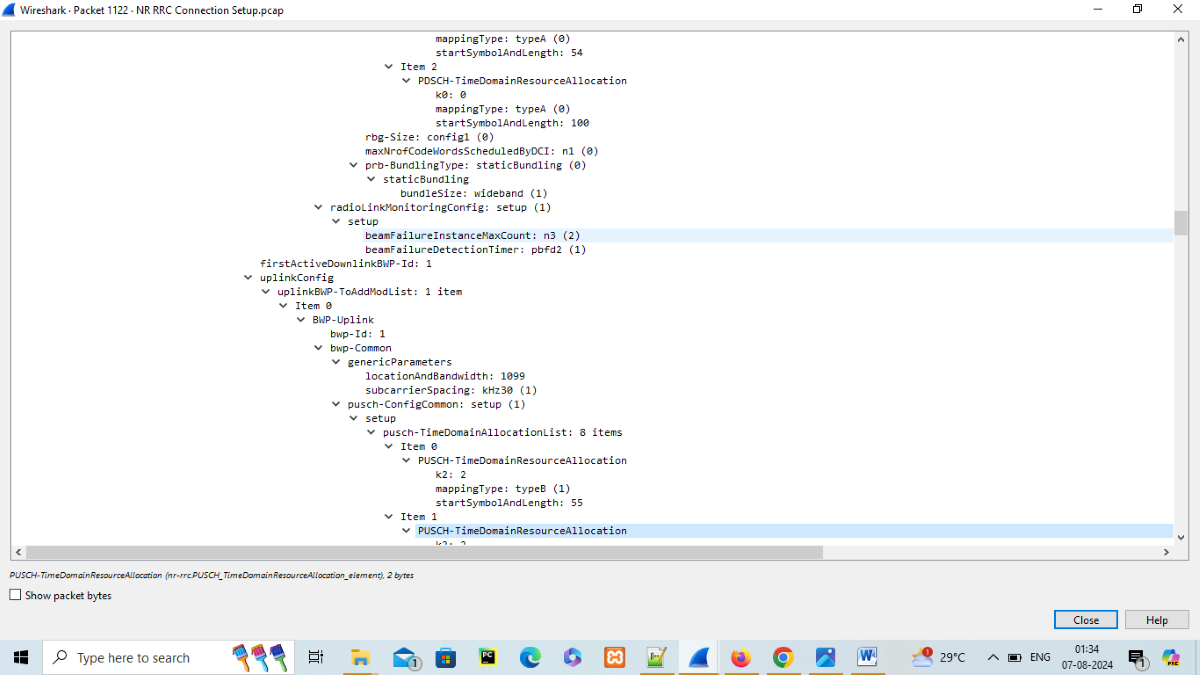 Wireshark · Packet 1122 · NR RRC Connection Setup.pcap
mappingType: typeA (0)
startSymbolAndLength: 54
Item 2
PDSCH-TimeDomainResourceAllocation
k0: 0
mappingType: typeA (0)
startSymbolAndLength: 100
rbg-Size: config1 (0)
maxNrofCodeWordsScheduledByDCI: n1 (0)
prb-BundlingType: staticBundling (0)
staticBundling
bundleSize: wideband (1)
radioLinkMonitoringConfig: setup (1)
setup
beamFailureInstanceMaxCount: n3 (2)
beamFailureDetectionTimer: pbfd2 (1)
firstActiveDownlinkBWP-Id: 1
uplinkConfig
uplinkBWP-ToAddModList: 1 item
Item 0
BWP-Uplink
bwp-Id: 1
bwp-Common
genericParameters
locationAndBandwidth: 1099
subcarrierSpacing: kHz30 (1)
pusch-ConfigCommon: setup (1)
setup
pusch-TimeDomainAllocationList: 8 items
Item 0
PUSCH-TimeDomainResourceAllocation
k2: 2
mappingType: typeB (1)
startSymbolAndLength: 55
Item 1
PUSCH-TimeDomainResourceAllocation
PUSCH-TimeDomainResourceAllocation (nr-rrc.PUSCH_TimeDomainResourceAllocation_element), 2 bytes
Show packet bytes
Close
Help
Type here to search
29°C
ENG
01:34
07-08-2024